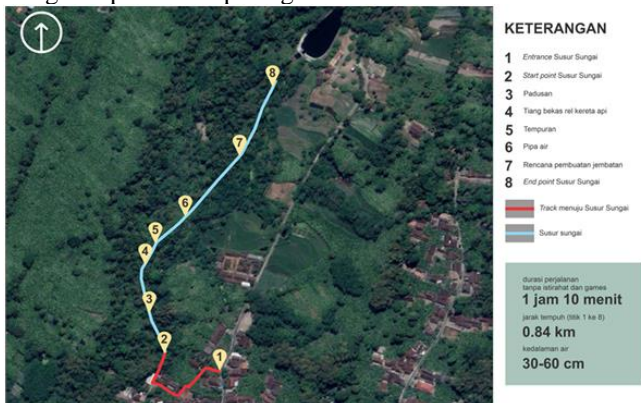 KETERANGAN
1 Entrance Susur Sungai
2 Start point Susur Sungai
3 Padusan
4 Tiang bekas rel kereta api
5 Tempuran
6 Pipa air
7 Rencana pembuatan jembatan
8 End point Susur Sungai
Track menuju Susur Sungai
Susur sungai
durasi perjalanan
tanpa istirahat dan games
1 jam 10 menit
jarak tempuh (titik 1 ke 8)
0.84 km
kedalaman air
30-60 cm
8
7
6
5
4
3
2
1